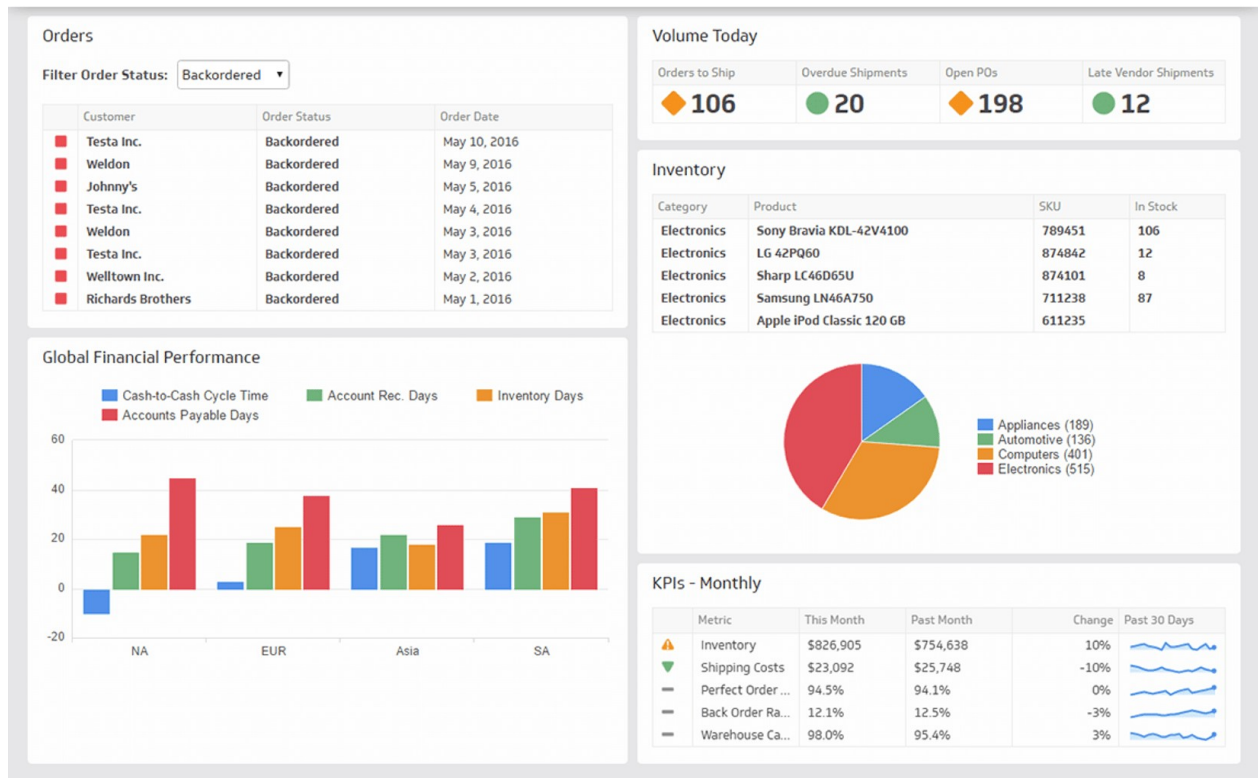 Orders
Filter Order Status: Backordered
Customer Order Status Order Date
Testa Inc. Backordered May 10, 2016
Weldon Backordered May 9, 2016
Johnny's Backordered May 5, 2016
Testa Inc. Backordered May 4, 2016
Weldon Backordered May 3, 2016
Testa Inc. Backordered May 3, 2016
Welltown Inc. Backordered May 2, 2016
Richards Brothers Backordered May 1, 2016
Volume Today
Orders to Ship Overdue Shipments Open POs Late Vendor Shipments
106 20 198 12
Inventory
Category Product SKU In Stock
Electronics Sony Bravia KDL-42V4100 789451 106
Electronics LG 42PQ60 874842 12
Electronics Sharp LC46D65U 874101 8
Electronics Samsung LN46A750 711238 87
Electronics Apple iPod Classic 120 GB 611235
Appliances (189)
Automotive (136)
Computers (401)
Electronics (515)
Global Financial Performance
Cash-to-Cash Cycle Time Account Rec. Days Inventory Days
Accounts Payable Days
60
40
20
0
-20
NA EUR Asia SA
KPIs - Monthly
Metric This Month Past Month Change Past 30 Days
Inventory $826,905 $754,638 10%
Shipping Costs $23,092 $25,748 -10%
Perfect Order ... 94.5% 94.1% 0%
Back Order Ra... 12.1% 12.5% -3%
Warehouse Ca... 98.0% 95.4% 3%